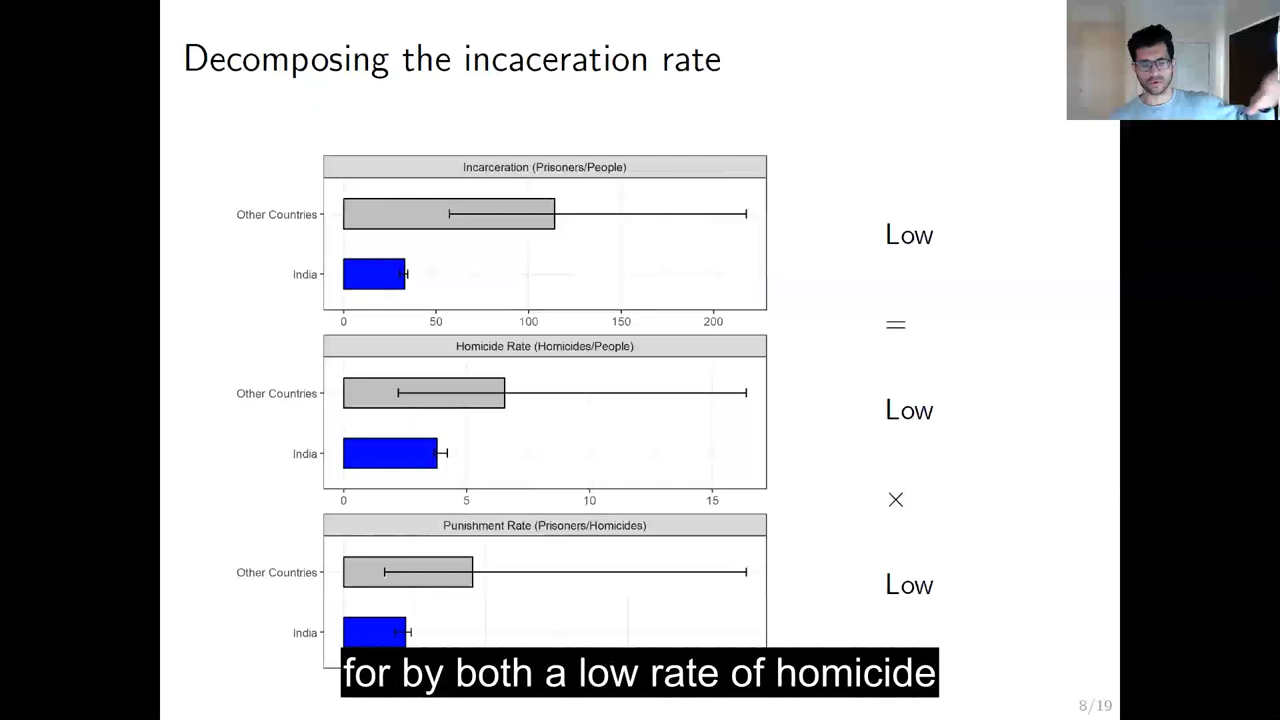 Decomposing the incaceration rate
Incarceration (Prisoners/People)
Other Countries
India
0 50 100 150 200
Low
=
Homicide Rate (Homicides/People)
Other Countries
India
0 5 10 15
Low
×
Punishment Rate (Prisoners/Homicides)
Other Countries
India
Low
for by both a low rate of homicide
8/19